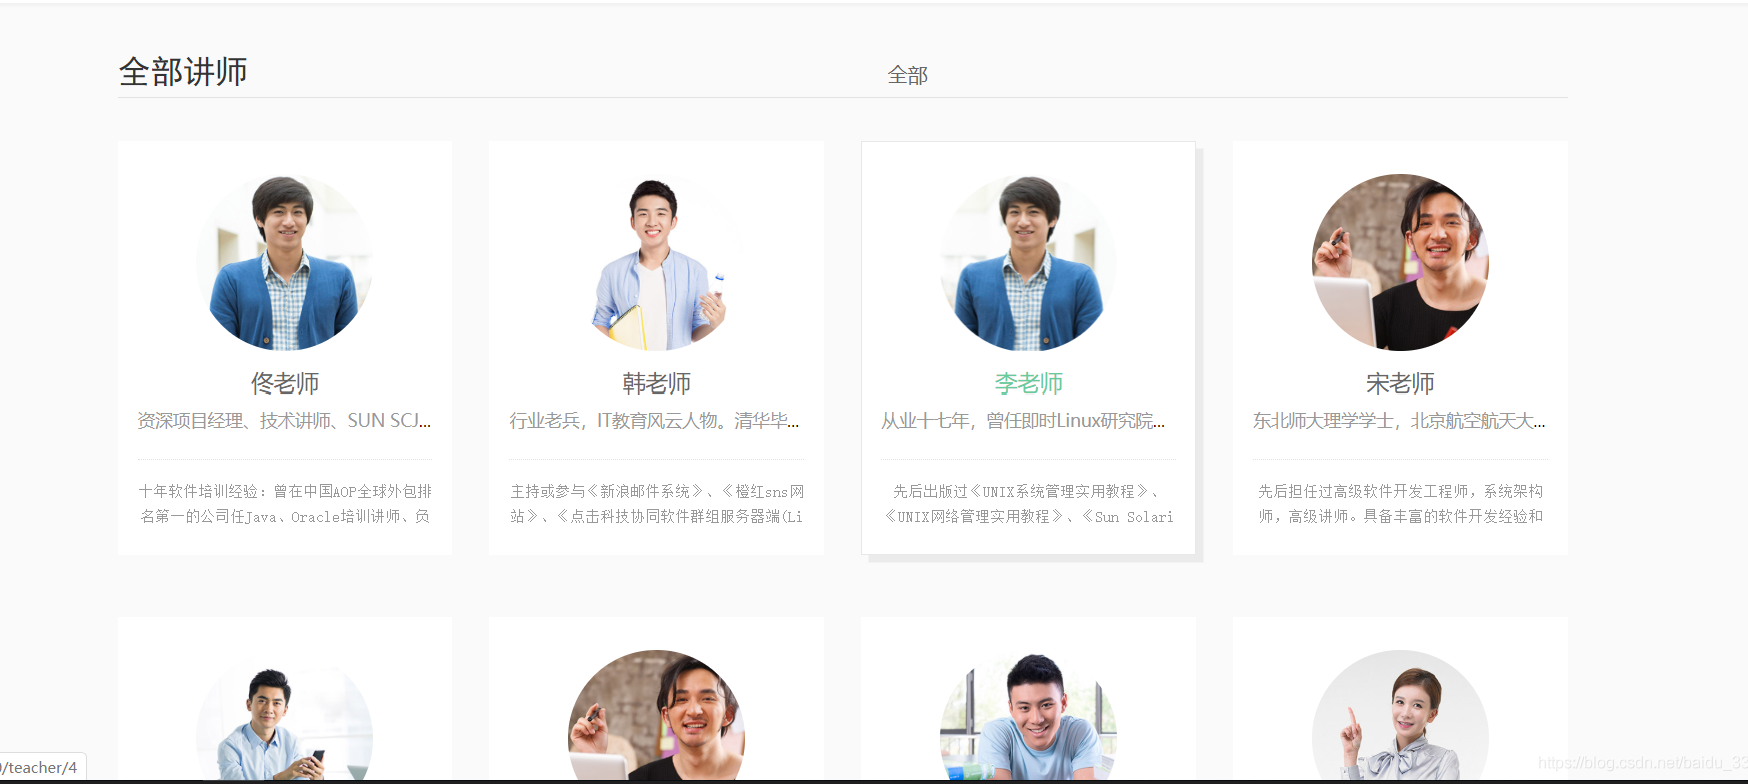 全部讲师
全部
佟老师
资深项目经理、技术讲师、SUN SCJ...
十年软件培训经验：曾在中国AOP全球外包排
名第一的公司任Java、Oracle培训讲师、负
韩老师
行业老兵，IT教育风云人物。清华毕...
主持或参与《新浪邮件系统》、《橙红sns网
站》、《点击科技协同软件群组服务器端(Li
李老师
从业十七年，曾任即时Linux研究院...
先后出版过《UNIX系统管理实用教程》、
《UNIX网络管理实用教程》、《Sun Solari
宋老师
东北师大理学学士，北京航空航天大...
先后担任过高级软件开发工程师，系统架构
师，高级讲师。具备丰富的软件开发经验和
/teacher/4
https://blog.csdn.net/baidu_33